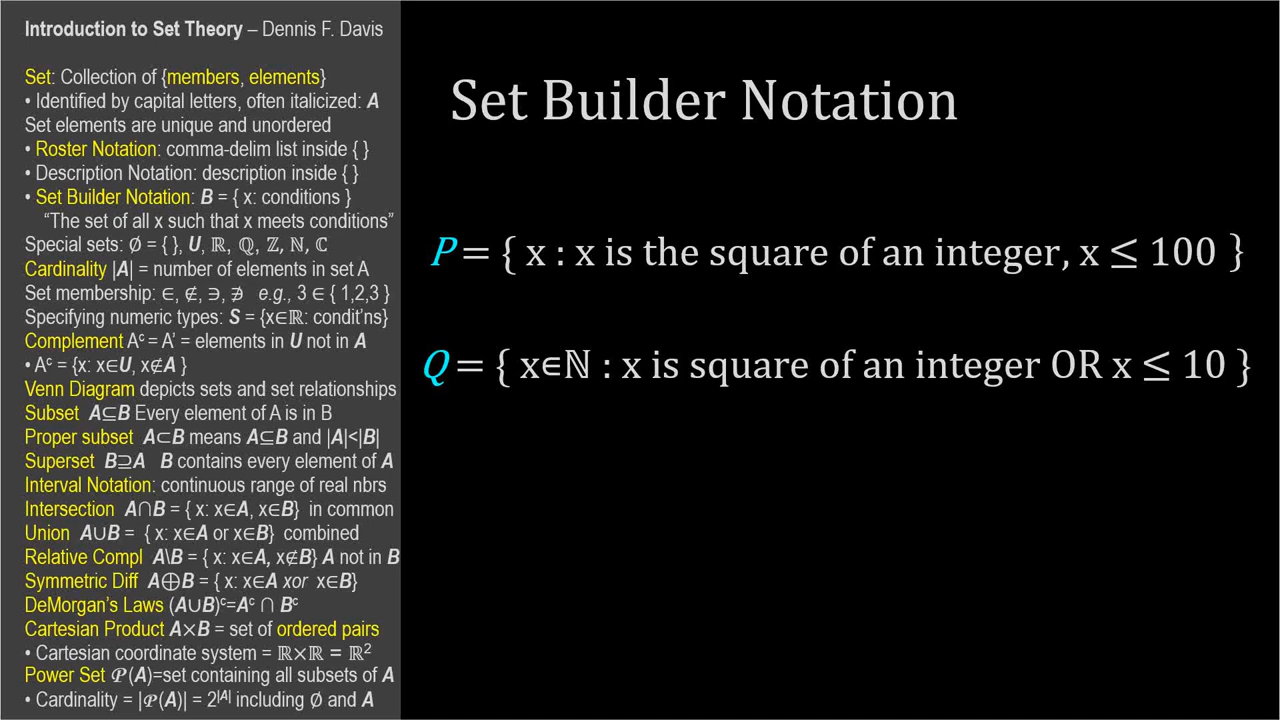 Introduction to Set Theory – Dennis F. Davis
Set: Collection of {members, elements}
• Identified by capital letters, often italicized: A
Set elements are unique and unordered
• Roster Notation: comma-delim list inside { }
• Description Notation: description inside { }
• Set Builder Notation: B = { x: conditions }
“The set of all x such that x meets conditions”
Special sets: ∅ = { }, U, ℝ, ℚ, ℤ, ℕ, ℂ
Cardinality |A| = number of elements in set A
Set membership: ∈, ∉, ∋, ∌ e.g., 3 ∈ { 1,2,3 }
Specifying numeric types: S = {x∈ℝ: condit’ns}
Complement Aᶜ = A’ = elements in U not in A
• Aᶜ = {x: x∈U, x∉A }
Venn Diagram depicts sets and set relationships
Subset A⊆B Every element of A is in B
Proper subset A⊂B means A⊆B and |A|<|B|
Superset B⊇A B contains every element of A
Interval Notation: continuous range of real nbrs
Intersection A∩B = { x: x∈A, x∈B} in common
Union A∪B = { x: x∈A or x∈B} combined
Relative Compl A\B = { x: x∈A, x∉B} A not in B
Symmetric Diff A⊕B = { x: x∈A xor x∈B}
DeMorgan’s Laws (A∪B)ᶜ=Aᶜ ∩ Bᶜ
Cartesian Product A×B = set of ordered pairs
• Cartesian coordinate system = ℝ×ℝ = ℝ²
Power Set 𝒫(A)=set containing all subsets of A
• Cardinality = |𝒫(A)| = 2^|A| including ∅ and A
Set Builder Notation
P = { x : x is the square of an integer, x ≤ 100 }
Q = { x∈ℕ : x is square of an integer OR x ≤ 10 }